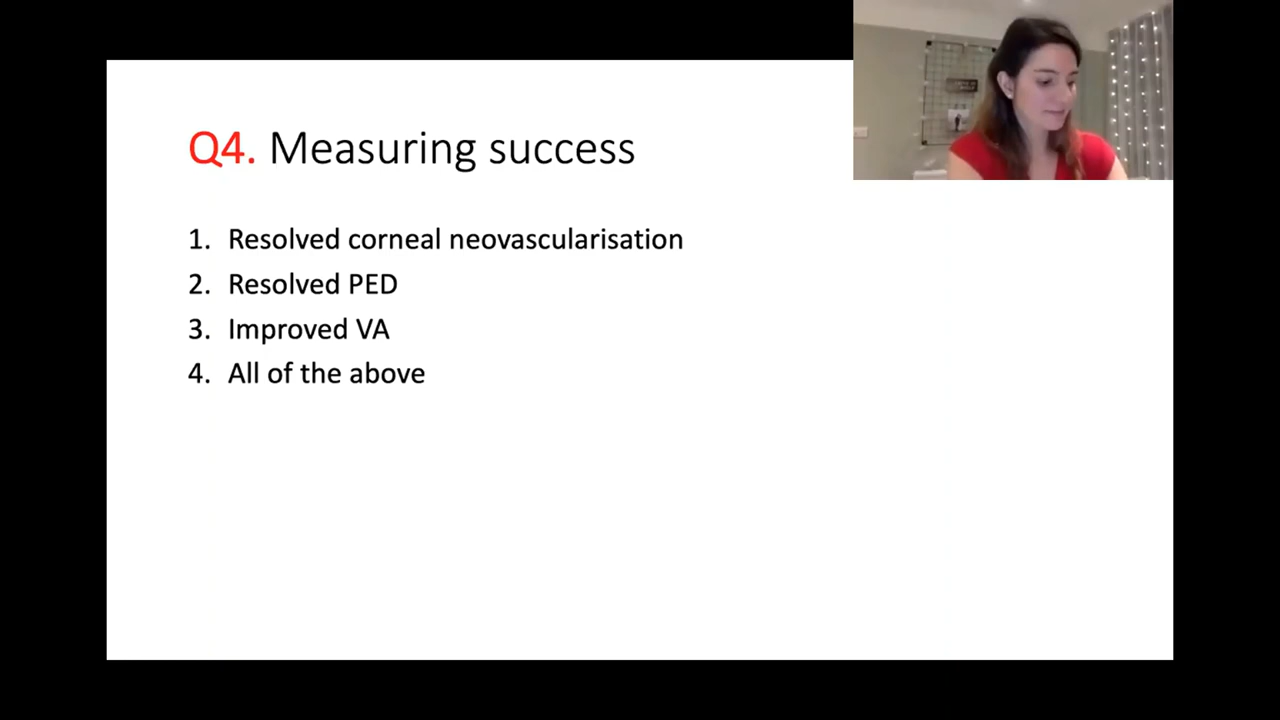 Q4. Measuring success
1. Resolved corneal neovascularisation
2. Resolved PED
3. Improved VA
4. All of the above